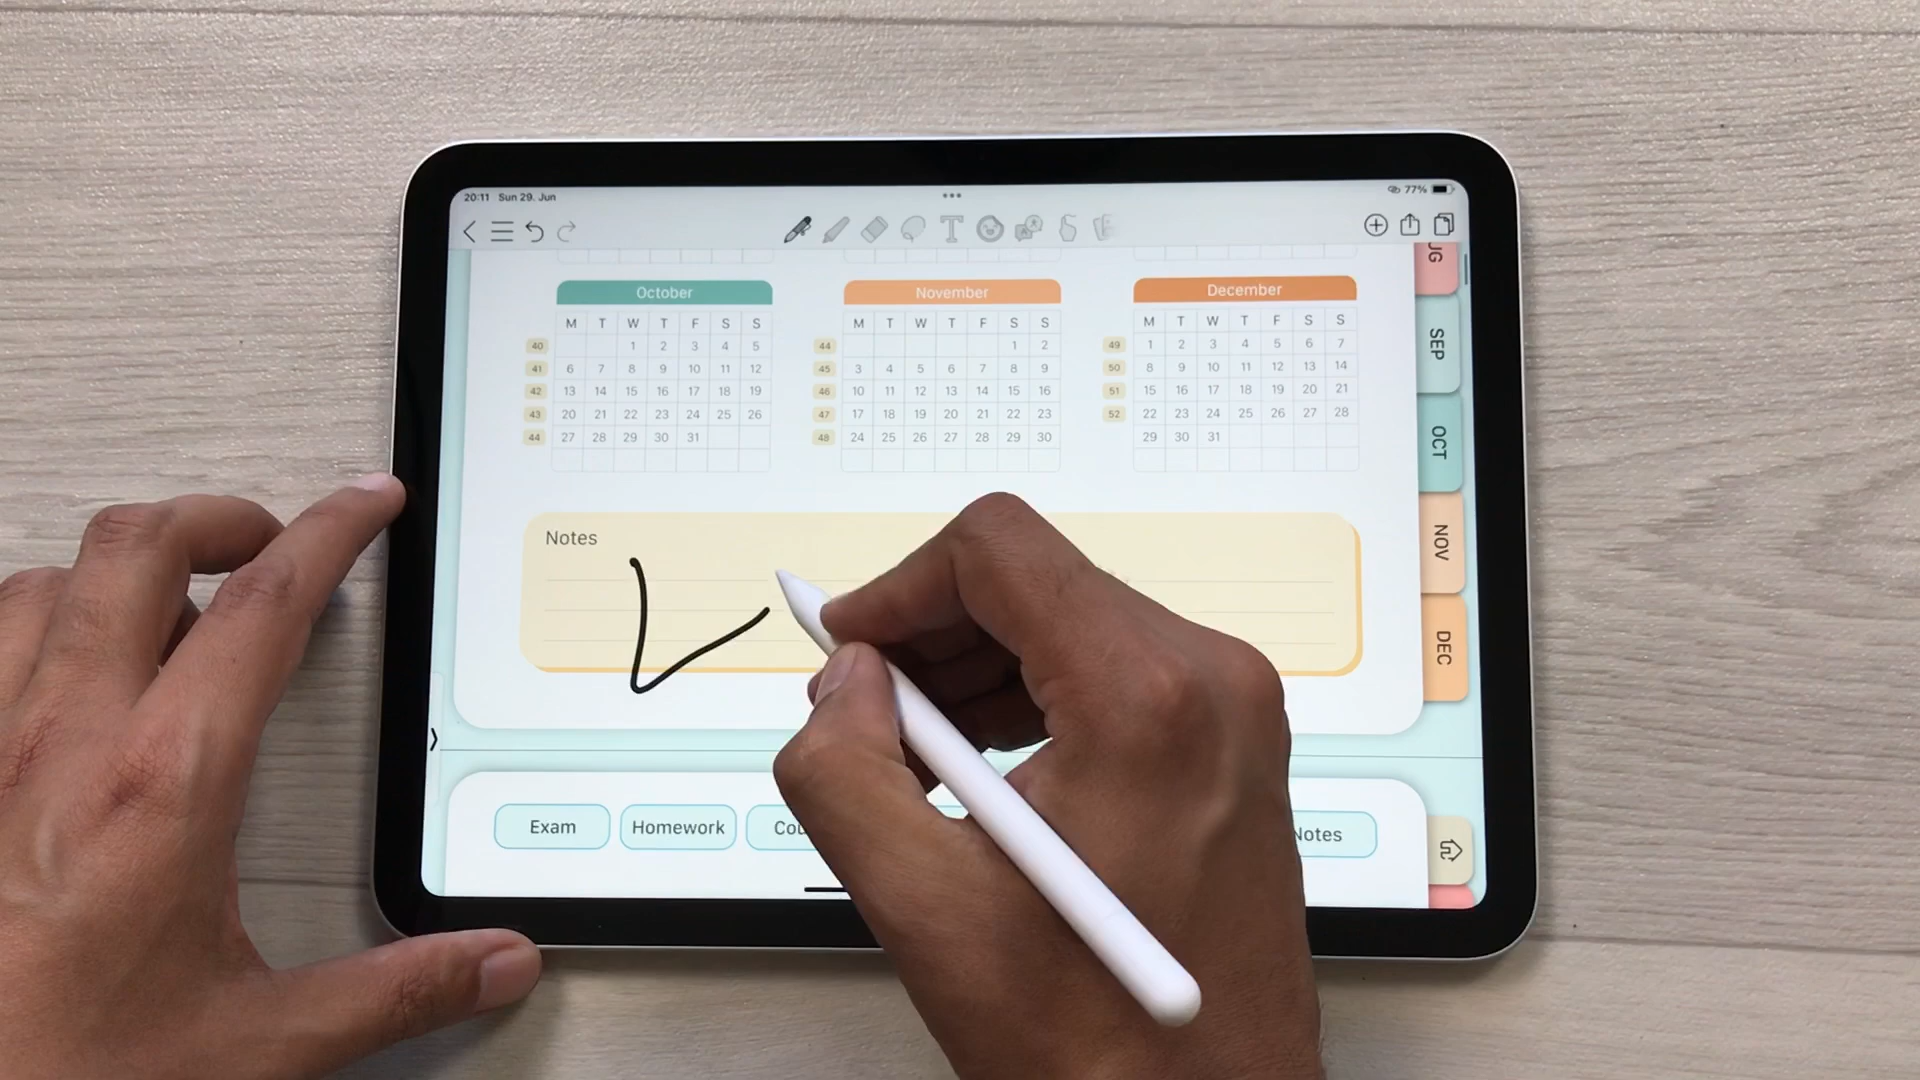 20:11 Sun 29. Jun
77%
JG
SEP
OCT
NOV
DEC
October
M T W T F S S
40 1 2 3 4 5
41 6 7 8 9 10 11 12
42 13 14 15 16 17 18 19
43 20 21 22 23 24 25 26
44 27 28 29 30 31
November
M T W T F S S
44 1 2
45 3 4 5 6 7 8 9
46 10 11 12 13 14 15 16
47 17 18 19 20 21 22 23
48 24 25 26 27 28 29 30
December
M T W T F S S
49 1 2 3 4 5 6 7
50 8 9 10 11 12 13 14
51 15 16 17 18 19 20 21
52 22 23 24 25 26 27 28
29 30 31
Notes
Exam Homework Cou Notes